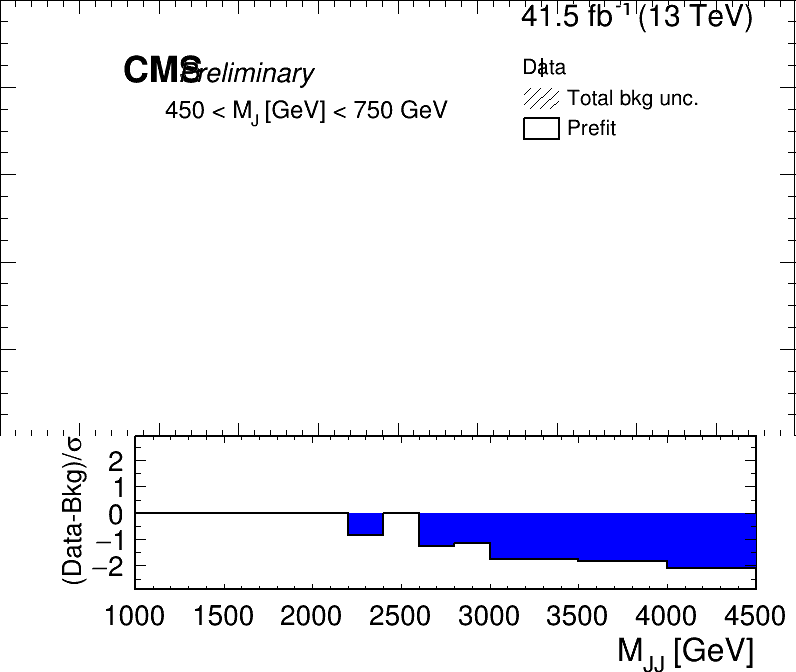 41.5 fb⁻¹ (13 TeV)
CMS Preliminary
Data
450 < M_J [GeV] < 750 GeV
Total bkg unc.
Prefit
(Data-Bkg)/σ
2
1
0
−1
−2
1000 1500 2000 2500 3000 3500 4000 4500
M_JJ [GeV]